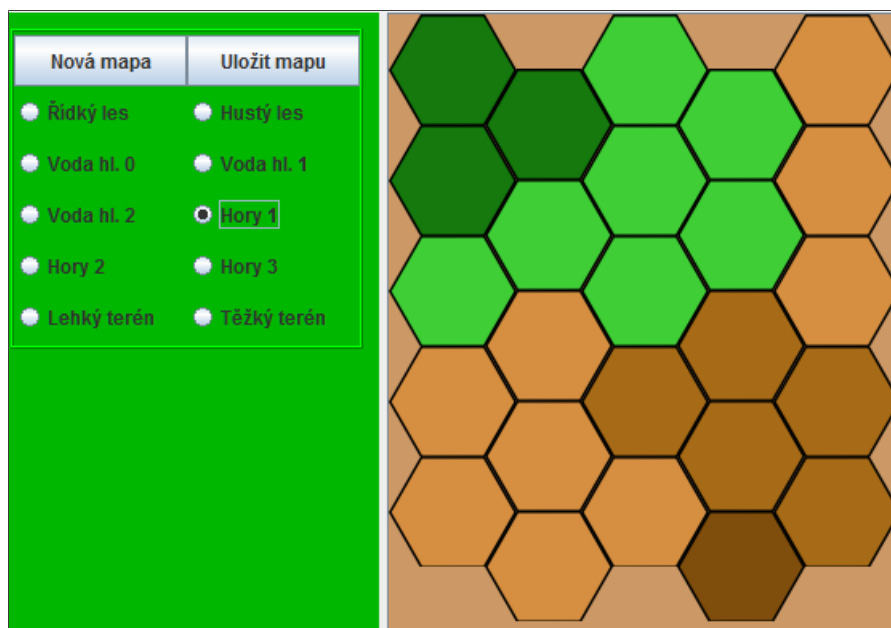 Nová mapa Uložit mapu
Řídký les Hustý les
Voda hl. 0 Voda hl. 1
Voda hl. 2 Hory 1
Hory 2 Hory 3
Lehký terén Těžký terén